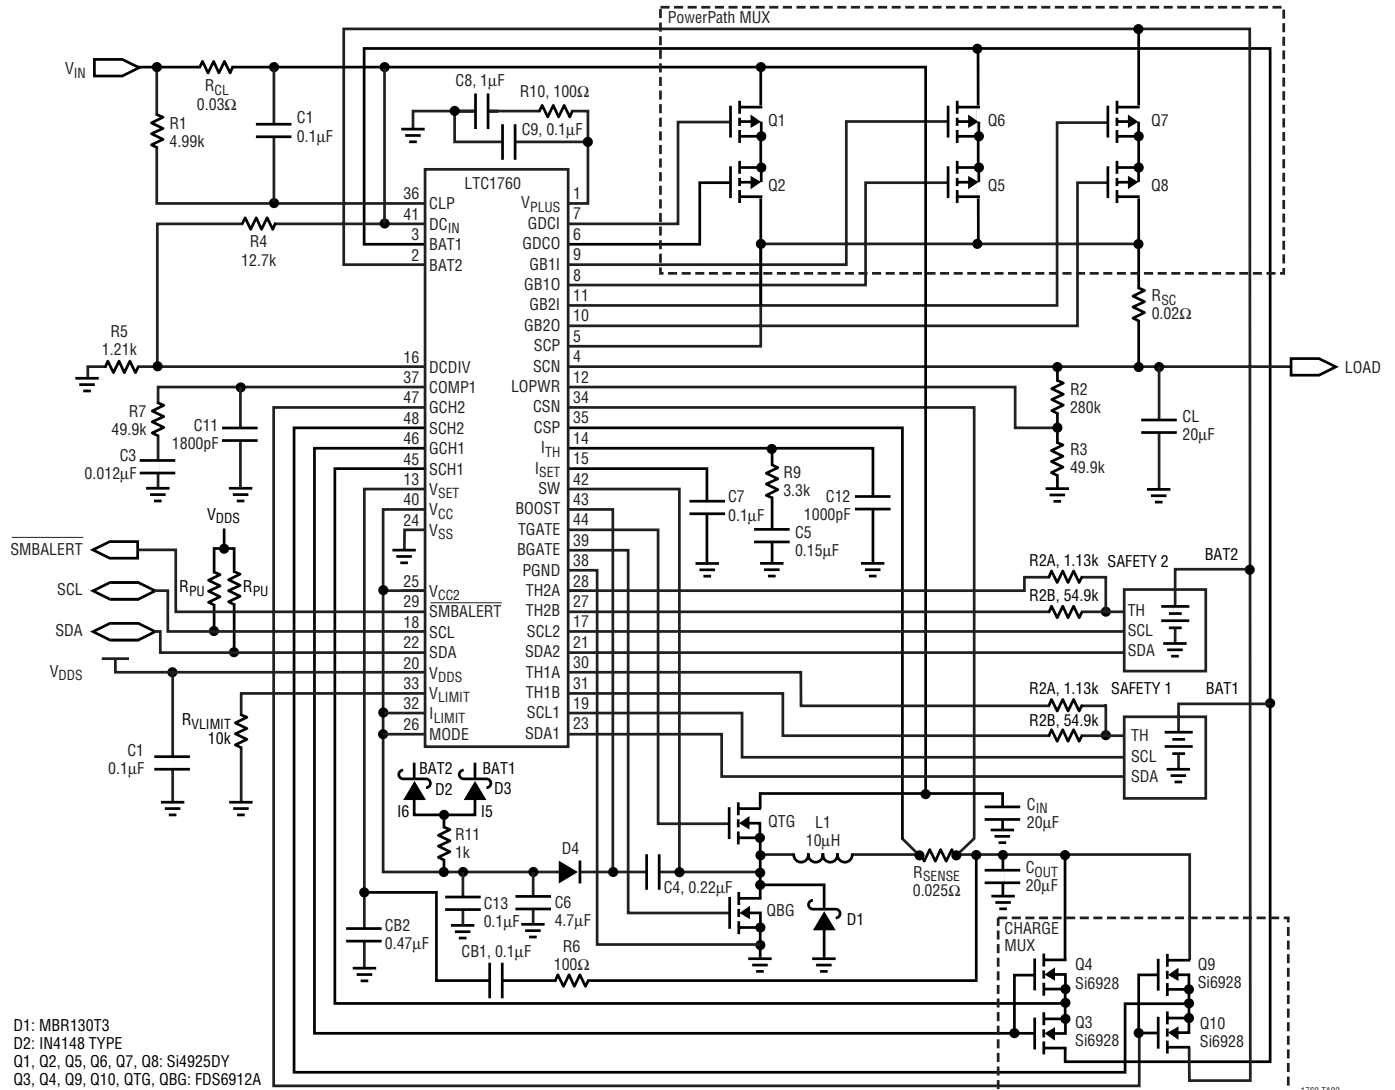 PowerPath MUX
VIN
RCL
0.03Ω
C1
0.1µF
R1
4.99k
C8, 1µF
R10, 100Ω
C9, 0.1µF
Q1
Q2
Q6
Q5
Q7
Q8
LTC1760
36 CLP
41 DCIN
3 BAT1
2 BAT2
16 DCDIV
37 COMP1
47 GCH2
48 SCH2
46 GCH1
45 SCH1
13 VSET
40 VCC
24 VSS
25 VCC2
29 SMBALERT
18 SCL
22 SDA
20 VDDS
33 VLIMIT
32 ILIMIT
26 MODE
VPLUS 1
GDCI 7
GDCO 6
GB1I 9
GB1O 8
GB2I 11
GB2O 10
SCP 5
SCN 4
LOPWR 12
CSN 34
CSP 35
ITH 14
ISET 15
SW 42
BOOST 43
TGATE 44
BGATE 39
PGND 38
TH2A 28
TH2B 27
SCL2 17
SDA2 21
TH1A 30
TH1B 31
SCL1 19
SDA1 23
R4
12.7k
R5
1.21k
RSC
0.02Ω
LOAD
R2
280k
R3
49.9k
CL
20µF
R7
49.9k
C3
0.012µF
C11
1800pF
VDDS
SMBALERT
SCL
SDA
RPU
RPU
VDDS
C1
0.1µF
RVLIMIT
10k
C7
0.1µF
R9
3.3k
C5
0.15µF
C12
1000pF
R2A, 1.13k
SAFETY 2
BAT2
R2B, 54.9k
TH
SCL
SDA
R2A, 1.13k
SAFETY 1
BAT1
R2B, 54.9k
TH
SCL
SDA
BAT2
D2
I6
BAT1
D3
I5
R11
1k
D4
C13
0.1µF
C6
4.7µF
C4, 0.22µF
QTG
QBG
L1
10µH
D1
RSENSE
0.025Ω
CIN
20µF
COUT
20µF
CB2
0.47µF
CB1, 0.1µF
R6
100Ω
CHARGE
MUX
Q4
Si6928
Q3
Si6928
Q9
Si6928
Q10
Si6928
D1: MBR130T3
D2: IN4148 TYPE
Q1, Q2, Q5, Q6, Q7, Q8: Si4925DY
Q3, Q4, Q9, Q10, QTG, QBG: FDS6912A